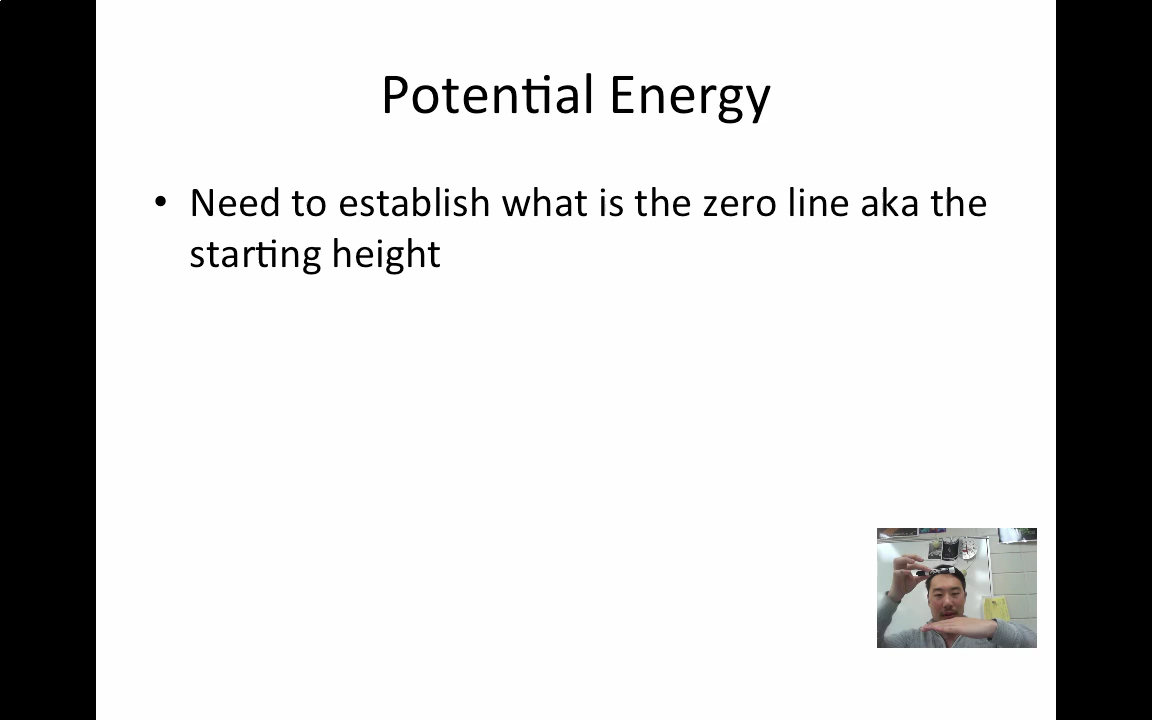 Potential Energy
• Need to establish what is the zero line aka the
starting height